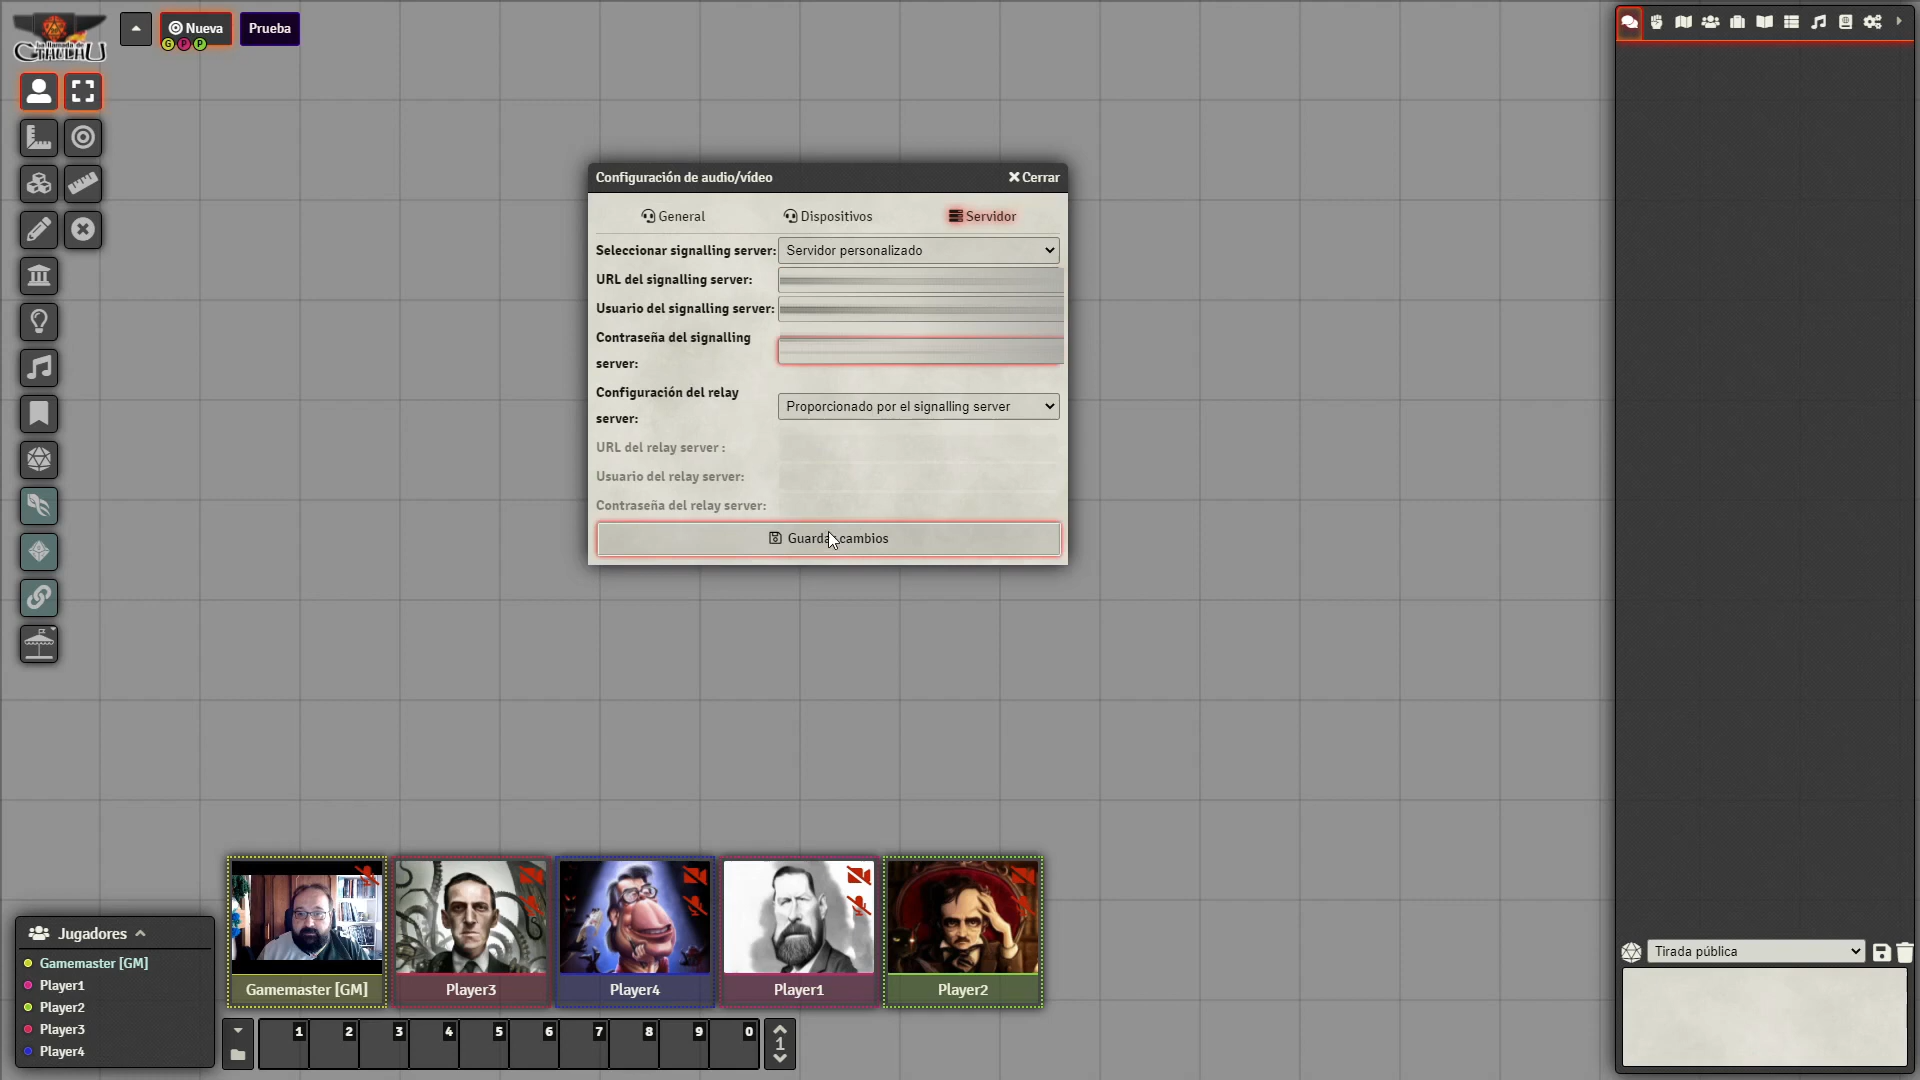 La llamada de
CTHULHU
Nueva
G P P
Prueba
Configuración de audio/vídeo
Cerrar
General
Dispositivos
Servidor
Seleccionar signalling server:
Servidor personalizado
URL del signalling server:
Usuario del signalling server:
Contraseña del signalling
server:
Configuración del relay
server:
Proporcionado por el signalling server
URL del relay server :
Usuario del relay server:
Contraseña del relay server:
Guardar cambios
Gamemaster [GM]
Player3
Player4
Player1
Player2
Jugadores
Gamemaster [GM]
Player1
Player2
Player3
Player4
1 2 3 4 5 6 7 8 9 0
1
Tirada pública